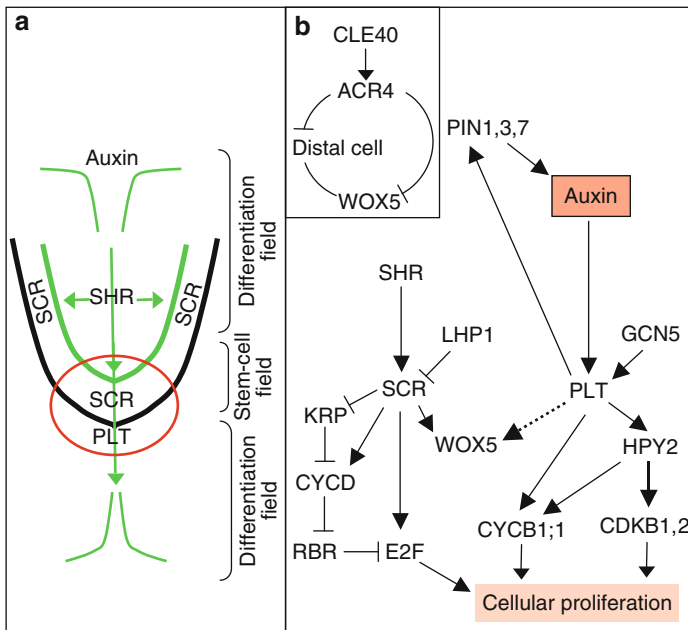 a
Auxin
SCR
SHR
SCR
SCR
PLT
Differentiation
field
Stem-cell
field
Differentiation
field
b
CLE40
ACR4
Distal cell
WOX5
PIN1,3,7
Auxin
SHR
LHP1
GCN5
SCR
PLT
KRP
WOX5
HPY2
CYCD
CYCB1;1
CDKB1,2
RBR
E2F
Cellular proliferation